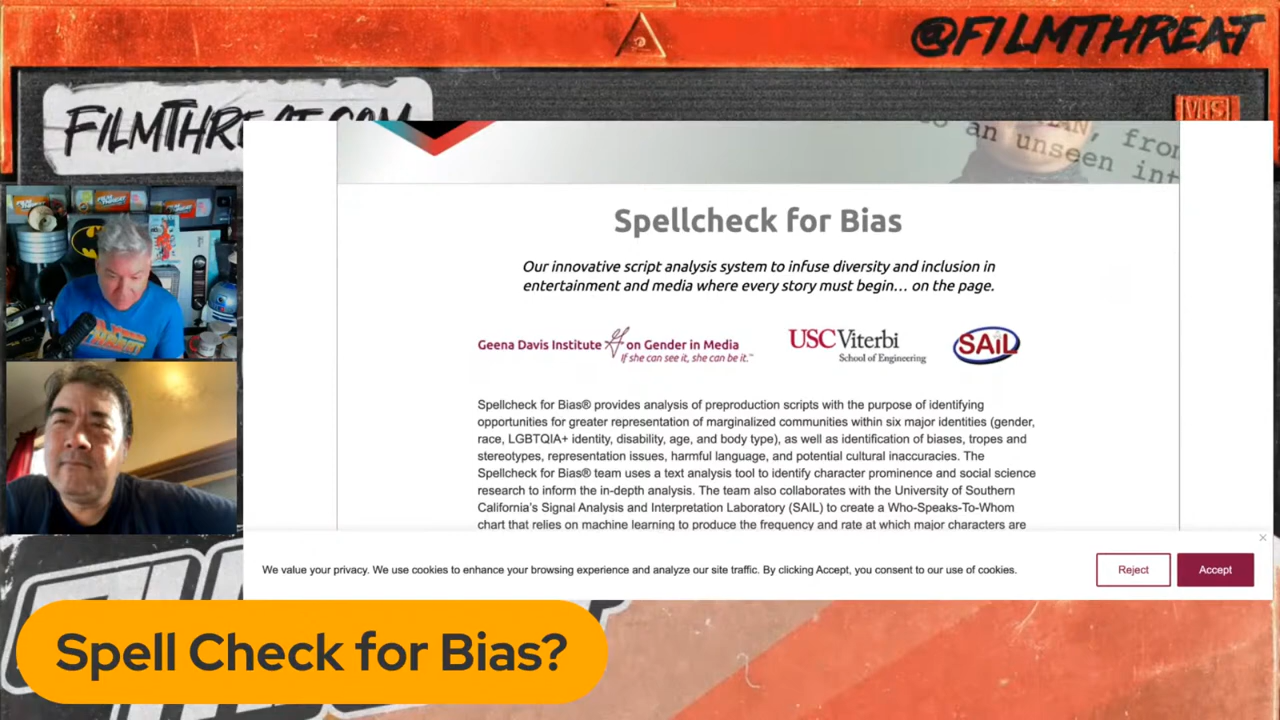 @FILMTHREAT
FILMTHREAT.COM
VIS
an unseen int
from
Spellcheck for Bias
Our innovative script analysis system to infuse diversity and inclusion in
entertainment and media where every story must begin... on the page.
Geena Davis Institute on Gender in Media
If she can see it, she can be it.™
USC Viterbi
School of Engineering
SAiL
Spellcheck for Bias® provides analysis of preproduction scripts with the purpose of identifying
opportunities for greater representation of marginalized communities within six major identities (gender,
race, LGBTQIA+ identity, disability, age, and body type), as well as identification of biases, tropes and
stereotypes, representation issues, harmful language, and potential cultural inaccuracies. The
Spellcheck for Bias® team uses a text analysis tool to identify character prominence and social science
research to inform the in-depth analysis. The team also collaborates with the University of Southern
California's Signal Analysis and Interpretation Laboratory (SAIL) to create a Who-Speaks-To-Whom
chart that relies on machine learning to produce the frequency and rate at which major characters are
We value your privacy. We use cookies to enhance your browsing experience and analyze our site traffic. By clicking Accept, you consent to our use of cookies.
Reject
Accept
Spell Check for Bias?